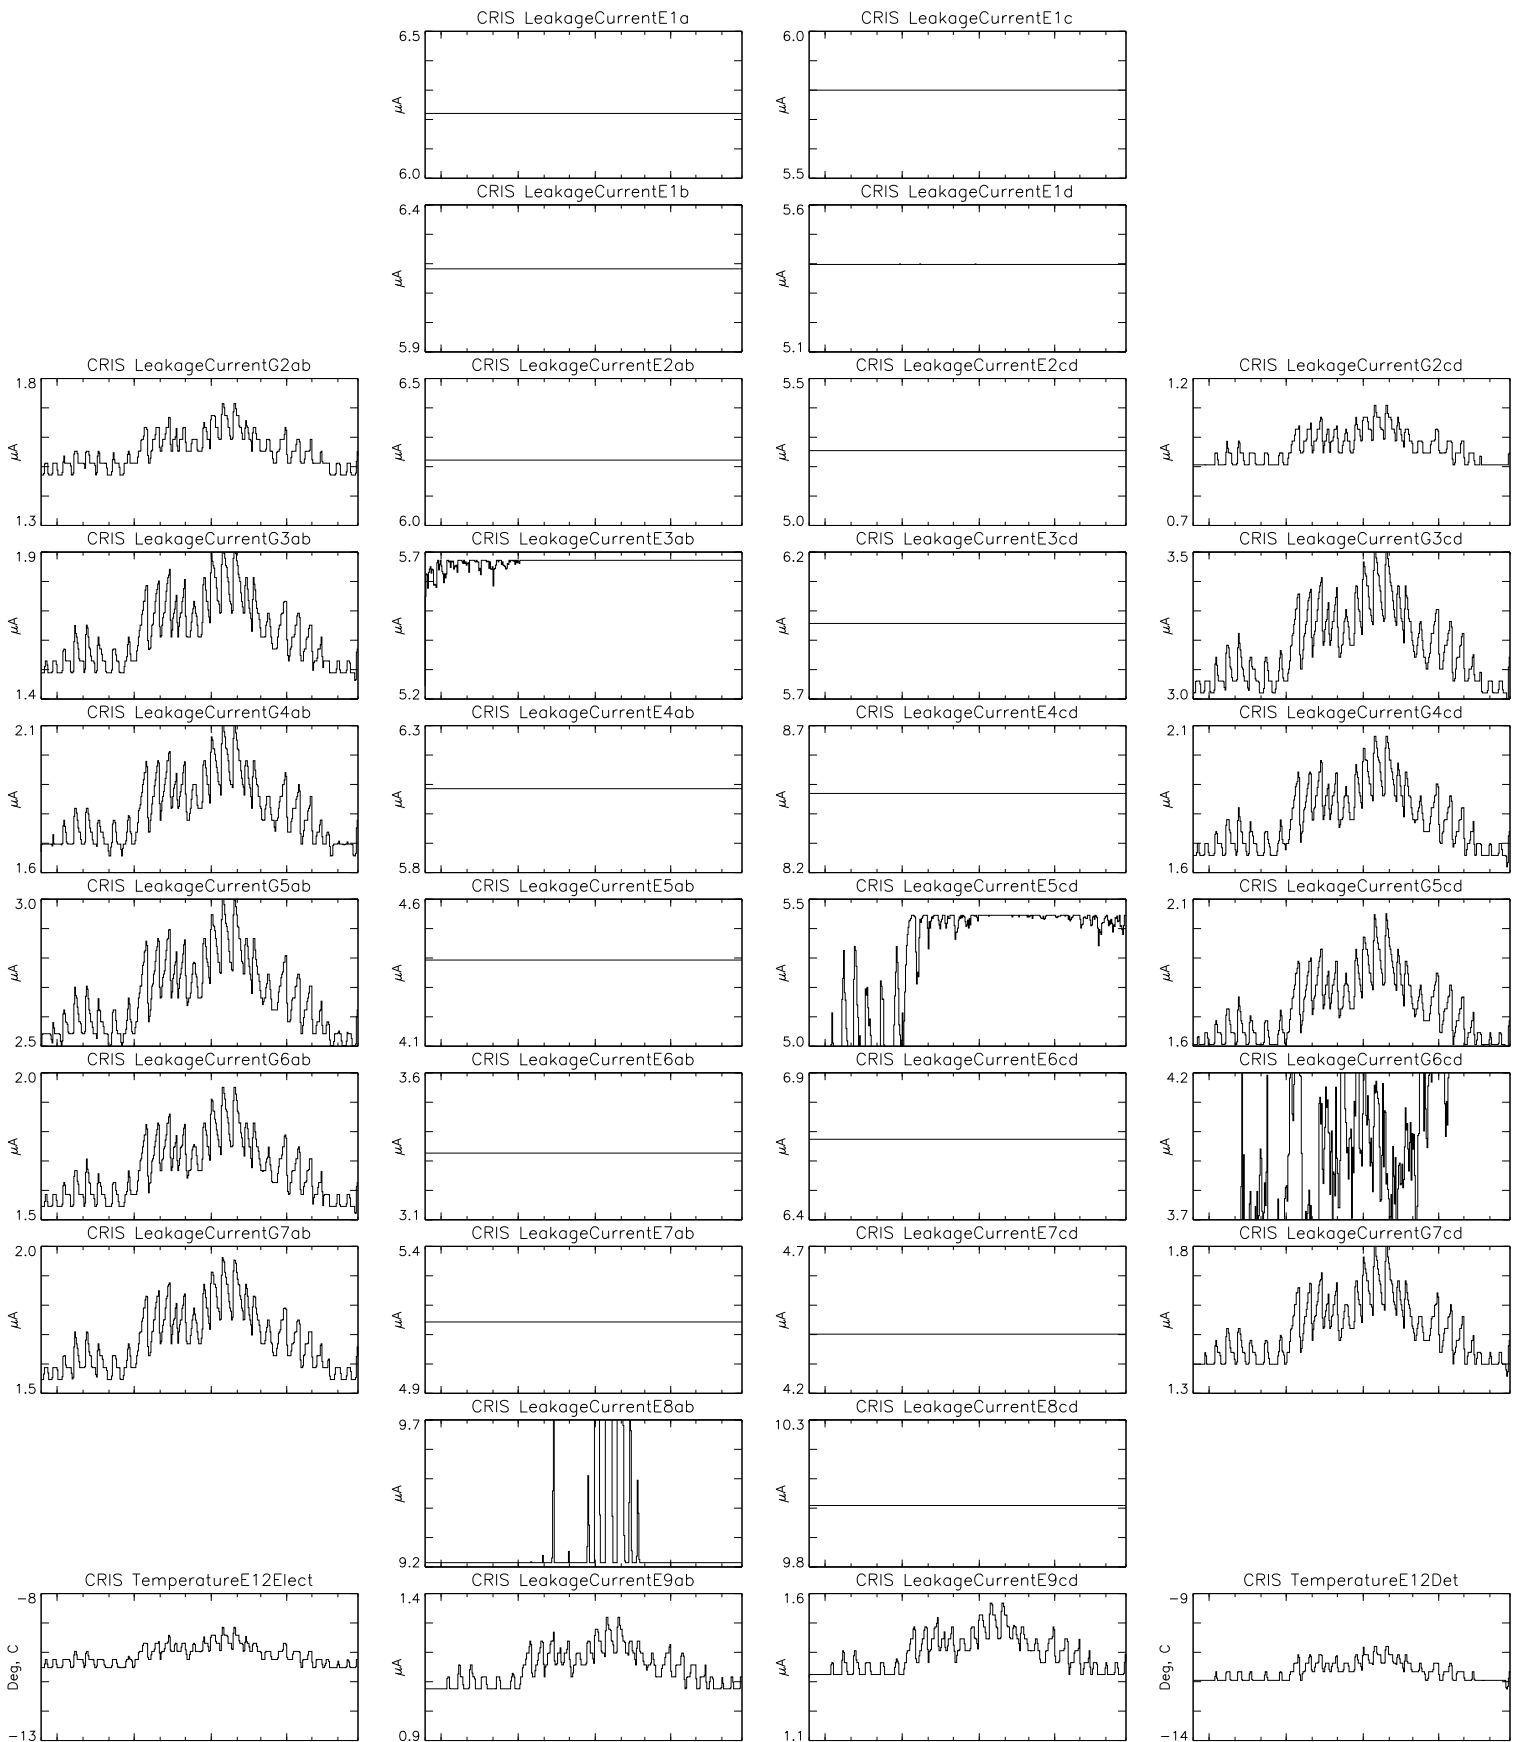 CRIS LeakageCurrentE1a
6.5
μA
6.0
CRIS LeakageCurrentE1c
6.0
μA
5.5
CRIS LeakageCurrentE1b
6.4
μA
5.9
CRIS LeakageCurrentE1d
5.6
μA
5.1
CRIS LeakageCurrentG2ab
1.8
μA
1.3
CRIS LeakageCurrentE2ab
6.5
μA
6.0
CRIS LeakageCurrentE2cd
5.5
μA
5.0
CRIS LeakageCurrentG2cd
1.2
μA
0.7
CRIS LeakageCurrentG3ab
1.9
μA
1.4
CRIS LeakageCurrentE3ab
5.7
μA
5.2
CRIS LeakageCurrentE3cd
6.2
μA
5.7
CRIS LeakageCurrentG3cd
3.5
μA
3.0
CRIS LeakageCurrentG4ab
2.1
μA
1.6
CRIS LeakageCurrentE4ab
6.3
μA
5.8
CRIS LeakageCurrentE4cd
8.7
μA
8.2
CRIS LeakageCurrentG4cd
2.1
μA
1.6
CRIS LeakageCurrentG5ab
3.0
μA
2.5
CRIS LeakageCurrentE5ab
4.6
μA
4.1
CRIS LeakageCurrentE5cd
5.5
μA
5.0
CRIS LeakageCurrentG5cd
2.1
μA
1.6
CRIS LeakageCurrentG6ab
2.0
μA
1.5
CRIS LeakageCurrentE6ab
3.6
μA
3.1
CRIS LeakageCurrentE6cd
6.9
μA
6.4
CRIS LeakageCurrentG6cd
4.2
μA
3.7
CRIS LeakageCurrentG7ab
2.0
μA
1.5
CRIS LeakageCurrentE7ab
5.4
μA
4.9
CRIS LeakageCurrentE7cd
4.7
μA
4.2
CRIS LeakageCurrentG7cd
1.8
μA
1.3
CRIS LeakageCurrentE8ab
9.7
μA
9.2
CRIS LeakageCurrentE8cd
10.3
μA
9.8
CRIS TemperatureE12Elect
-8
Deg, C
-13
CRIS LeakageCurrentE9ab
1.4
μA
0.9
CRIS LeakageCurrentE9cd
1.6
μA
1.1
CRIS TemperatureE12Det
-9
Deg, C
-14